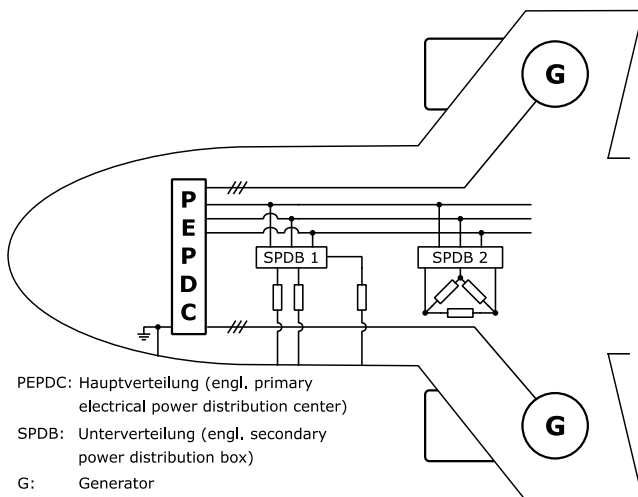 G
P
E
P
D
C
SPDB 1
SPDB 2
G
PEPDC: Hauptverteilung (engl. primary
electrical power distribution center)
SPDB: Unterverteilung (engl. secondary
power distribution box)
G: Generator